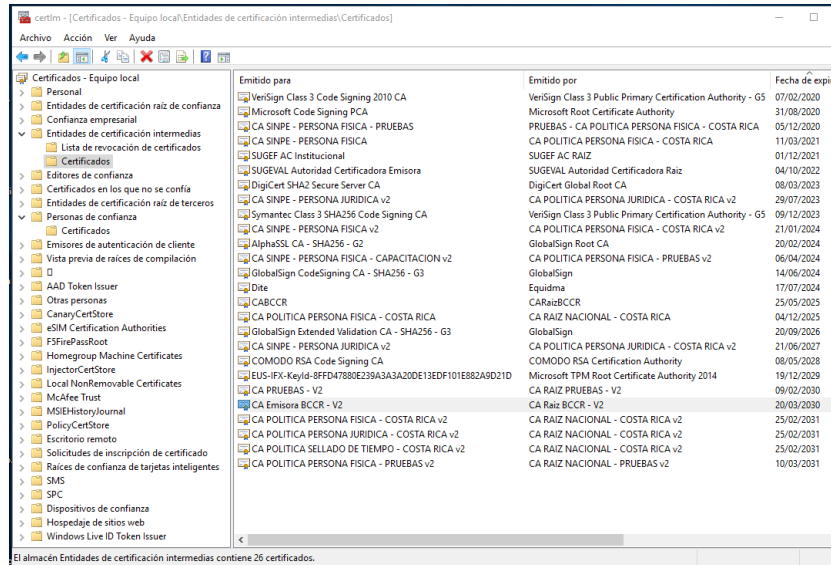 certlm - [Certificados - Equipo local\Entidades de certificación intermedias\Certificados]
Archivo Acción Ver Ayuda
Certificados - Equipo local
Personal
Entidades de certificación raíz de confianza
Confianza empresarial
Entidades de certificación intermedias
Lista de revocación de certificados
Certificados
Editores de confianza
Certificados en los que no se confía
Entidades de certificación raíz de terceros
Personas de confianza
Certificados
Emisores de autenticación de cliente
Vista previa de raíces de compilación
AAD Token Issuer
Otras personas
CanaryCertStore
eSIM Certification Authorities
F5FirePassRoot
Homegroup Machine Certificates
InjectorCertStore
Local NonRemovable Certificates
McAfee Trust
MSIEHistoryJournal
PolicyCertStore
Escritorio remoto
Solicitudes de inscripción de certificado
Raíces de confianza de tarjetas inteligentes
SMS
SPC
Dispositivos de confianza
Hospedaje de sitios web
Windows Live ID Token Issuer
Emitido para Emitido por Fecha de expi
VeriSign Class 3 Code Signing 2010 CA VeriSign Class 3 Public Primary Certification Authority - G5 07/02/2020
Microsoft Code Signing PCA Microsoft Root Certificate Authority 31/08/2020
CA SINPE - PERSONA FISICA - PRUEBAS PRUEBAS - CA POLITICA PERSONA FISICA - COSTA RICA 05/12/2020
CA SINPE - PERSONA FISICA CA POLITICA PERSONA FISICA - COSTA RICA 11/03/2021
SUGEF AC Institucional SUGEF AC RAIZ 01/12/2021
SUGEVAL Autoridad Certificadora Emisora SUGEVAL Autoridad Certificadora Raiz 04/10/2022
DigiCert SHA2 Secure Server CA DigiCert Global Root CA 08/03/2023
CA SINPE - PERSONA JURIDICA v2 CA POLITICA PERSONA JURIDICA - COSTA RICA v2 29/07/2023
Symantec Class 3 SHA256 Code Signing CA VeriSign Class 3 Public Primary Certification Authority - G5 09/12/2023
CA SINPE - PERSONA FISICA v2 CA POLITICA PERSONA FISICA - COSTA RICA v2 21/01/2024
AlphaSSL CA - SHA256 - G2 GlobalSign Root CA 20/02/2024
CA SINPE - PERSONA FISICA - CAPACITACION v2 CA POLITICA PERSONA FISICA - PRUEBAS v2 06/04/2024
GlobalSign CodeSigning CA - SHA256 - G3 GlobalSign 14/06/2024
Dite Equidma 17/07/2024
CABCCR CARaizBCCR 25/05/2025
CA POLITICA PERSONA FISICA - COSTA RICA CA RAIZ NACIONAL - COSTA RICA 04/12/2025
GlobalSign Extended Validation CA - SHA256 - G3 GlobalSign 20/09/2026
CA SINPE - PERSONA JURIDICA v2 CA POLITICA PERSONA JURIDICA - COSTA RICA v2 21/06/2027
COMODO RSA Code Signing CA COMODO RSA Certification Authority 08/05/2028
EUS-IFX-KeyId-8FFD47880E239A3A3A20DE13EDF101E882A9D21D Microsoft TPM Root Certificate Authority 2014 19/12/2029
CA PRUEBAS - V2 CA RAIZ PRUEBAS - V2 09/02/2030
CA Emisora BCCR - V2 CA Raiz BCCR - V2 20/03/2030
CA POLITICA PERSONA FISICA - COSTA RICA v2 CA RAIZ NACIONAL - COSTA RICA v2 25/02/2031
CA POLITICA PERSONA JURIDICA - COSTA RICA v2 CA RAIZ NACIONAL - COSTA RICA v2 25/02/2031
CA POLITICA SELLADO DE TIEMPO - COSTA RICA v2 CA RAIZ NACIONAL - COSTA RICA v2 25/02/2031
CA POLITICA PERSONA FISICA - PRUEBAS v2 CA RAIZ NACIONAL - PRUEBAS v2 10/03/2031
El almacén Entidades de certificación intermedias contiene 26 certificados.